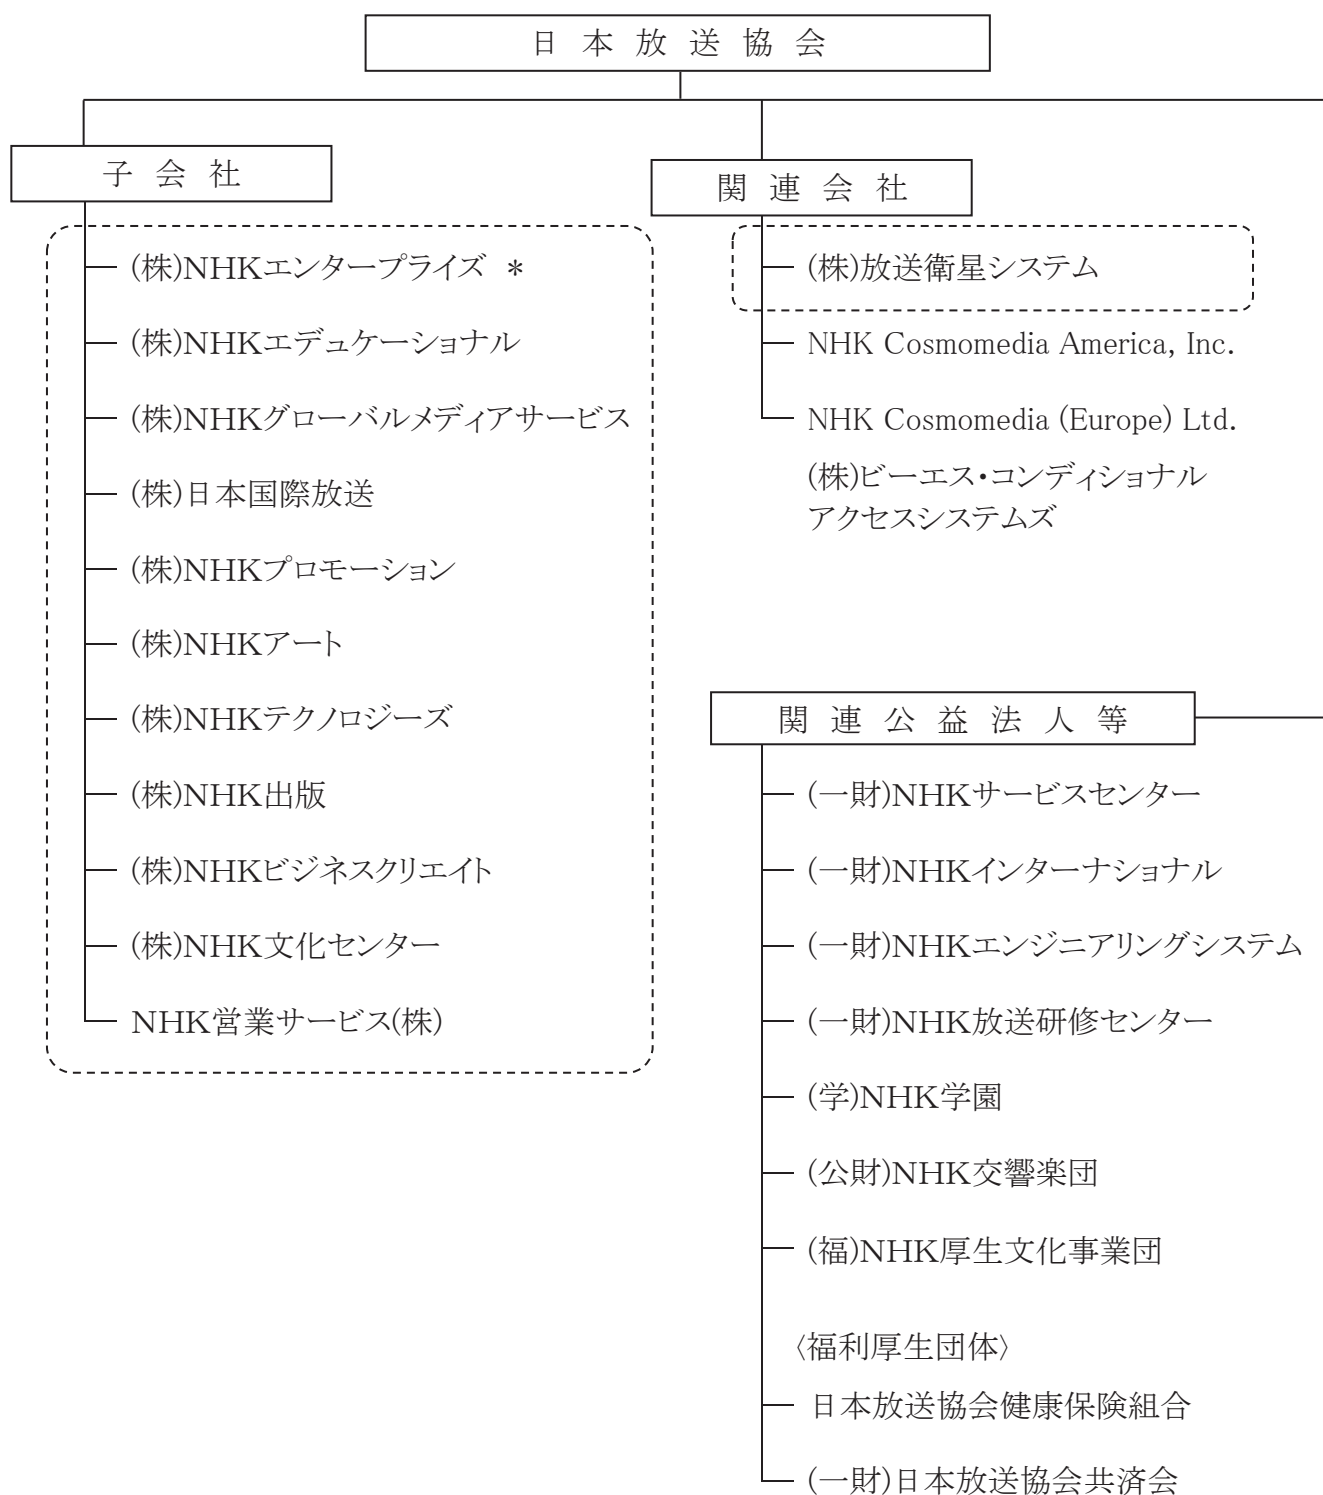 日本放送協会
子会社
(株)NHKエンタープライズ *
(株)NHKエデュケーショナル
(株)NHKグローバルメディアサービス
(株)日本国際放送
(株)NHKプロモーション
(株)NHKアート
(株)NHKテクノロジーズ
(株)NHK出版
(株)NHKビジネスクリエイト
(株)NHK文化センター
NHK営業サービス(株)
関連会社
(株)放送衛星システム
NHK Cosmomedia America, Inc.
NHK Cosmomedia (Europe) Ltd.
(株)ビーエス・コンディショナル
アクセスシステムズ
関連公益法人等
(一財)NHKサービスセンター
(一財)NHKインターナショナル
(一財)NHKエンジニアリングシステム
(一財)NHK放送研修センター
(学)NHK学園
(公財)NHK交響楽団
(福)NHK厚生文化事業団
〈福利厚生団体〉
日本放送協会健康保険組合
(一財)日本放送協会共済会